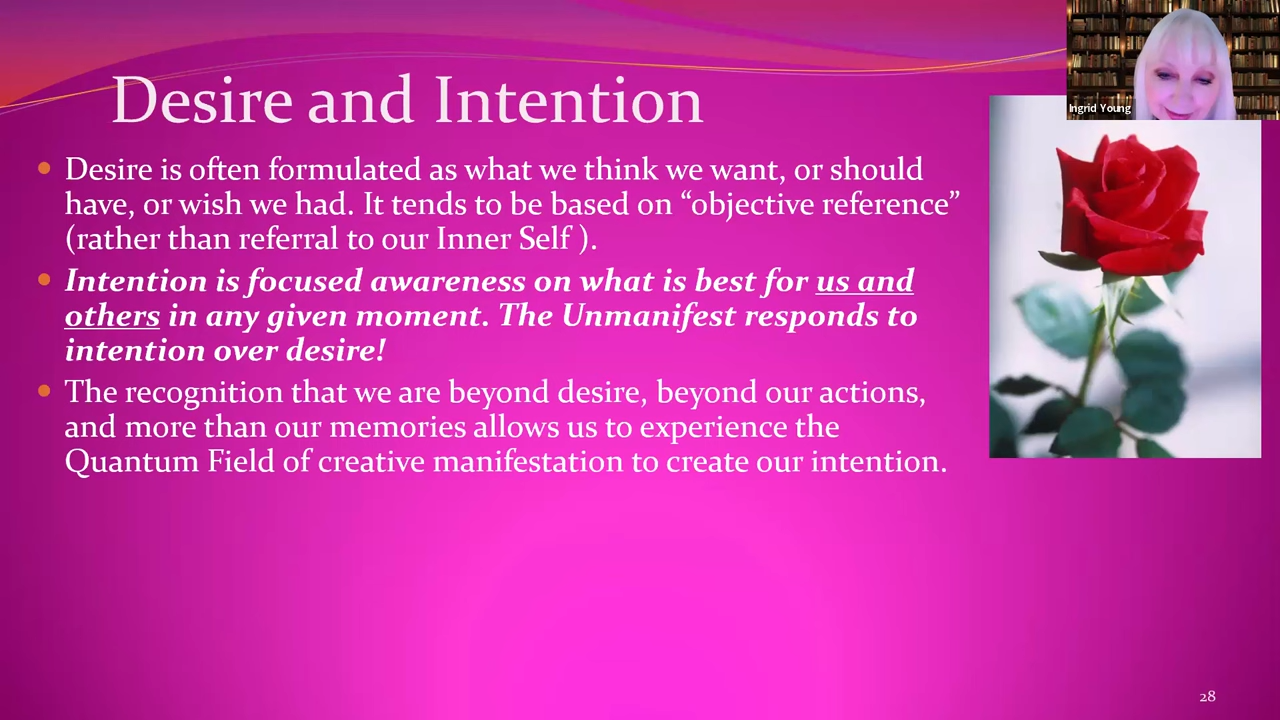 Ingrid Young
Desire and Intention
Desire is often formulated as what we think we want, or should
have, or wish we had. It tends to be based on “objective reference”
(rather than referral to our Inner Self ).
Intention is focused awareness on what is best for us and
others in any given moment. The Unmanifest responds to
intention over desire!
The recognition that we are beyond desire, beyond our actions,
and more than our memories allows us to experience the
Quantum Field of creative manifestation to create our intention.
28